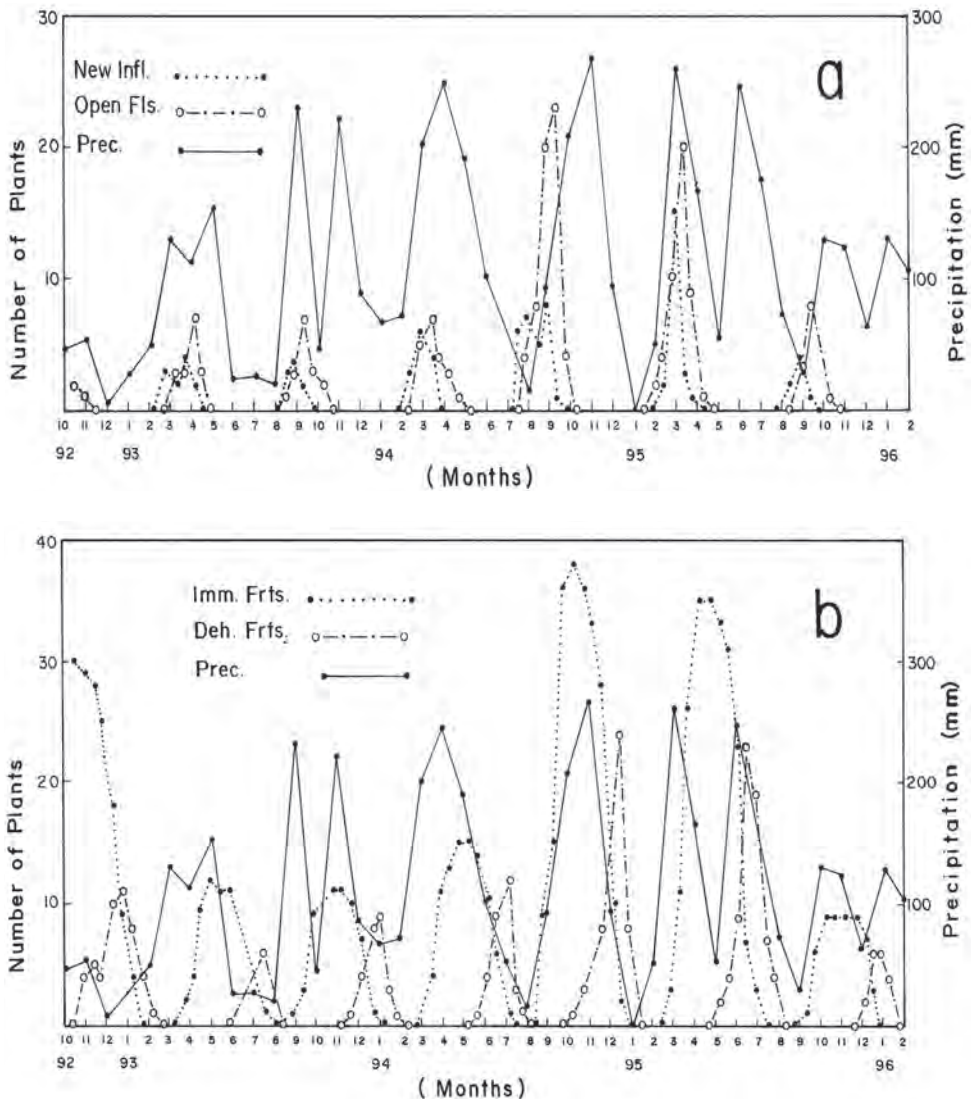 30
300
a
New Infl.
Open Fls.
Prec.
20
200
10
100
0
0
Number of Plants
Precipitation (mm)
10 11 12 1 2 3 4 5 6 7 8 9 10 11 12 1 2 3 4 5 6 7 8 9 10 11 12 1 2 3 4 5 6 7 8 9 10 11 12 1 2
92 93 94 95 96
(Months)
40
b
Imm. Frts.
Deh. Frts.
Prec.
30
300
20
200
10
100
0
0
Number of Plants
Precipitation (mm)
10 11 12 1 2 3 4 5 6 7 8 9 10 11 12 1 2 3 4 5 6 7 8 9 10 11 12 1 2 3 4 5 6 7 8 9 10 11 12 1 2
92 93 94 95 96
(Months)